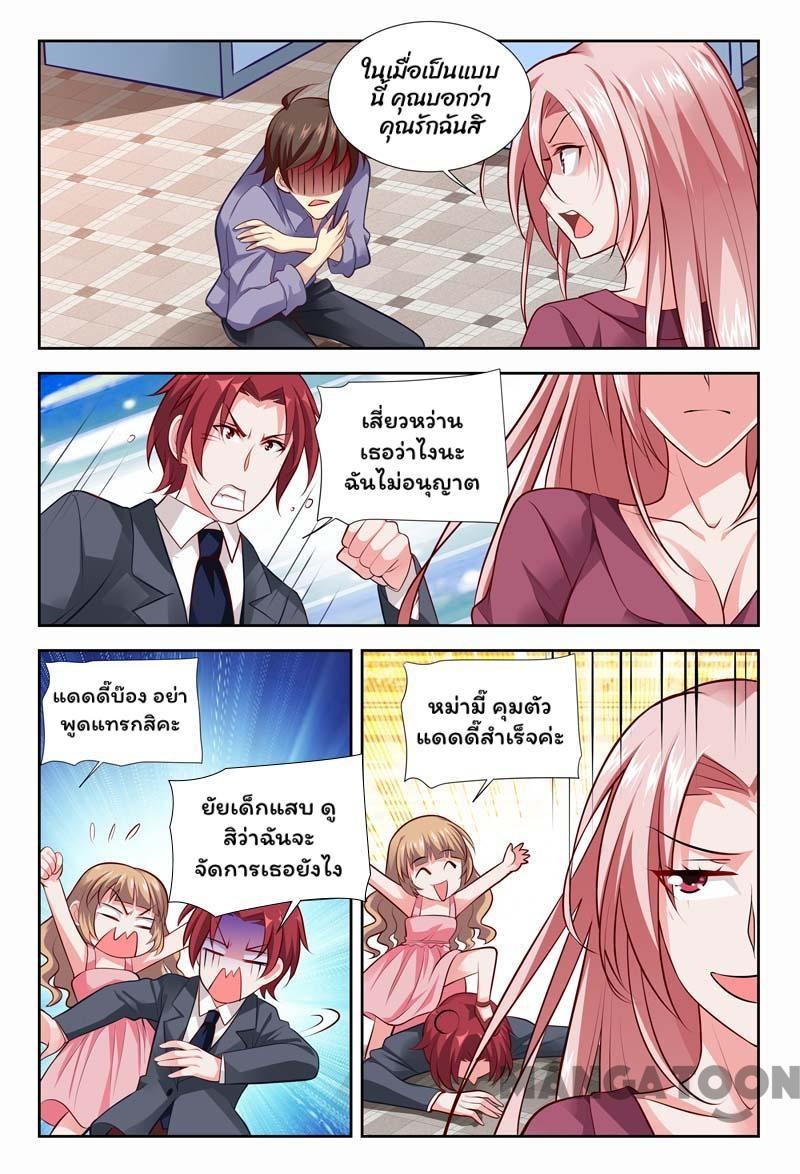 ในเมื่อเป็นแบบ
นี้ คุณบอกว่า
คุณรักฉันสิ
เสี่ยวหว่าน
เธอว่าไงนะ
ฉันไม่อนุญาต
แดดดี๊บ๊อง อย่า
พูดแทรกสิคะ
ยัยเด็กแสบ ดู
สิว่าฉันจะ
จัดการเธอยังไง
หม่ามี๊ คุมตัว
แดดดี๊สำเร็จค่ะ
MANGATOON